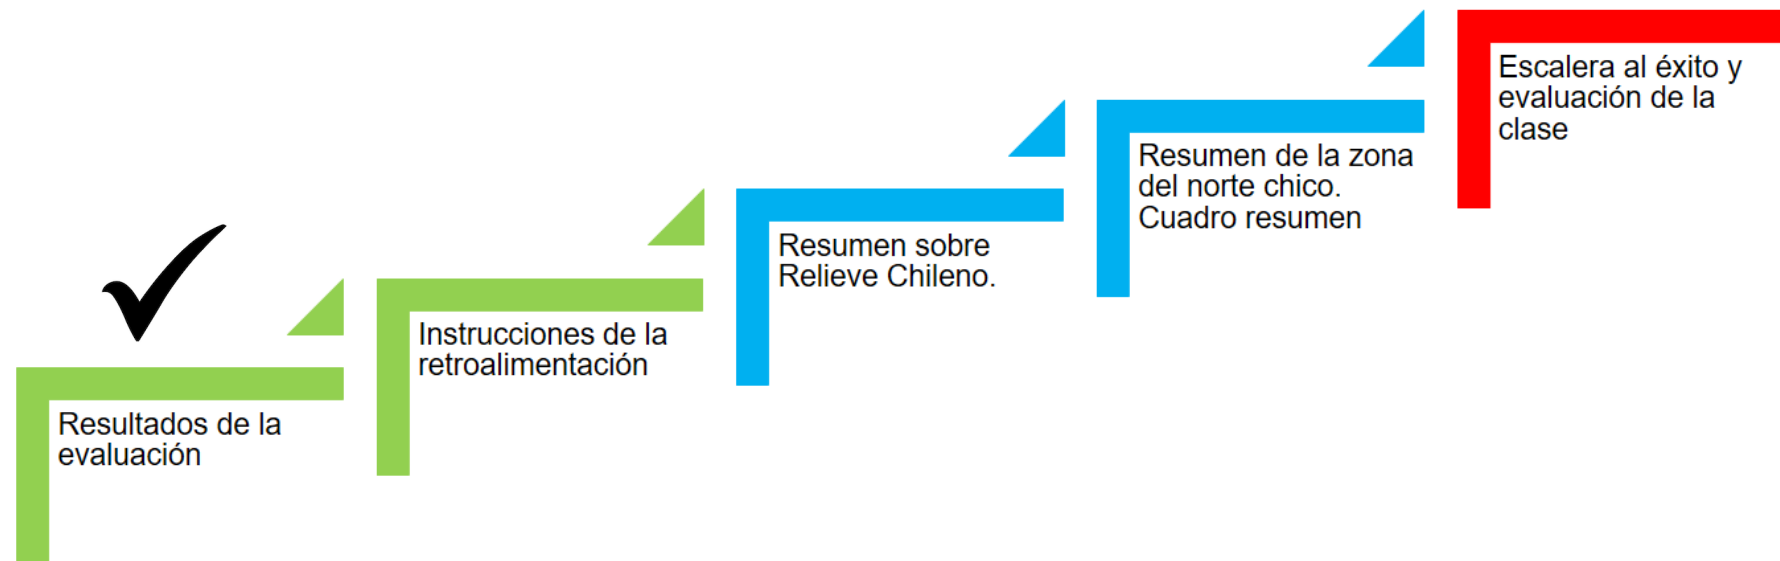 Resultados de la
evaluación
Instrucciones de la
retroalimentación
Resumen sobre
Relieve Chileno.
Resumen de la zona
del norte chico.
Cuadro resumen
Escalera al éxito y
evaluación de la
clase